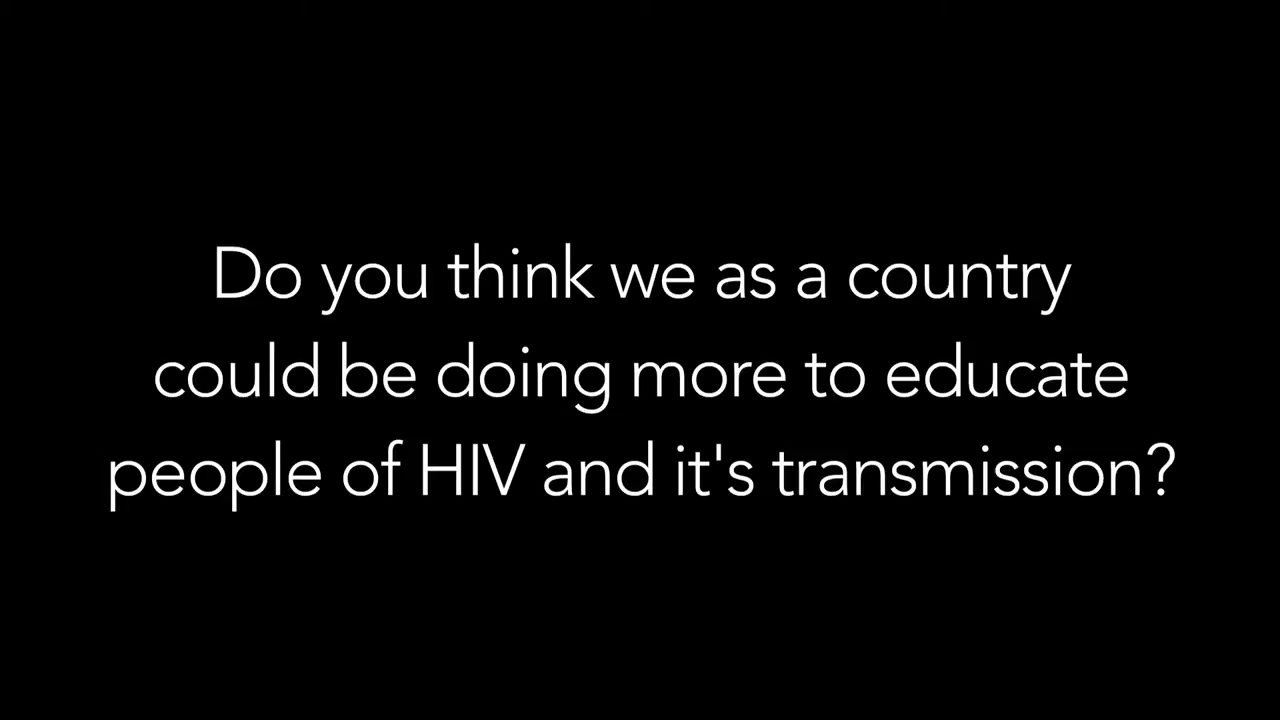 Do you think we as a country
could be doing more to educate
people of HIV and it's transmission?